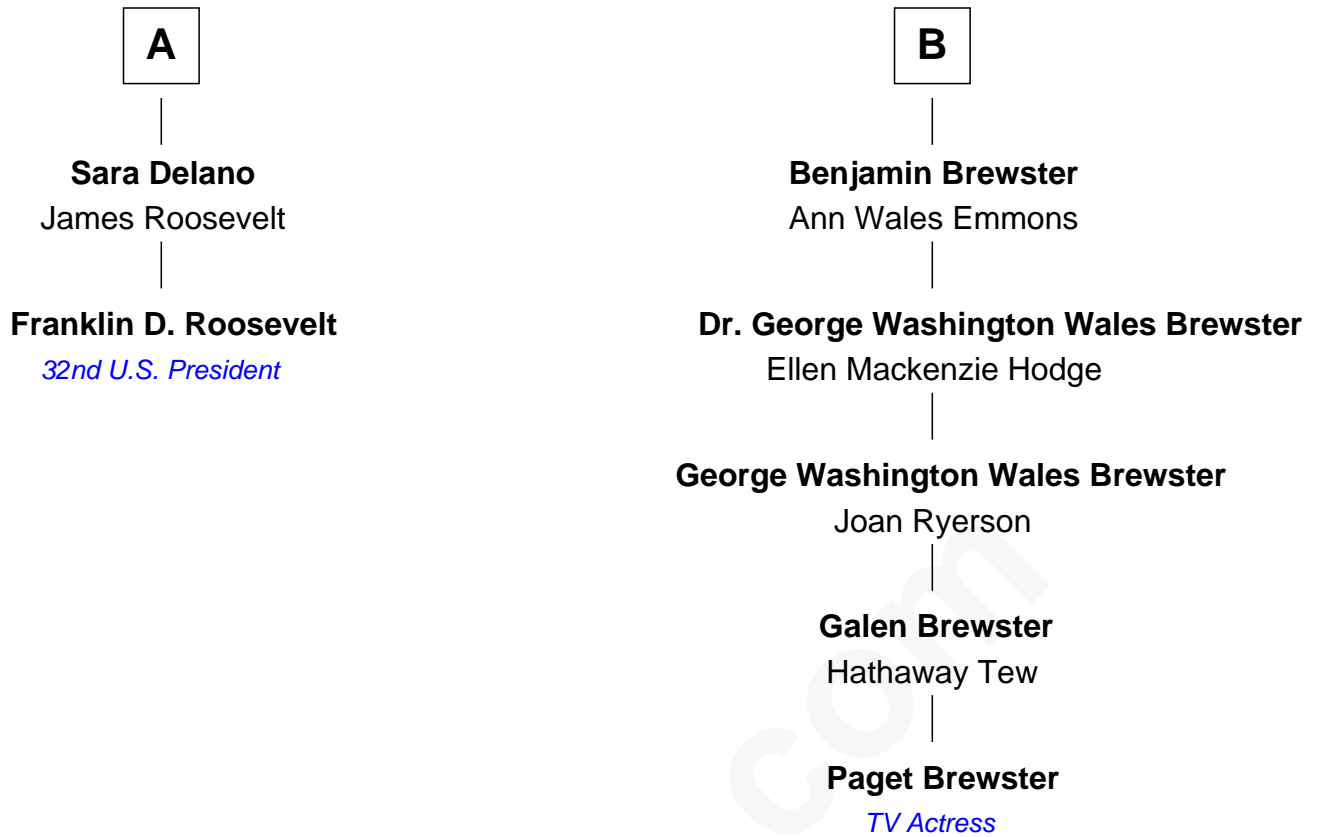 A
Sara Delano
James Roosevelt
Franklin D. Roosevelt
32nd U.S. President
B
Benjamin Brewster
Ann Wales Emmons
Dr. George Washington Wales Brewster
Ellen Mackenzie Hodge
George Washington Wales Brewster
Joan Ryerson
Galen Brewster
Hathaway Tew
Paget Brewster
TV Actress
com